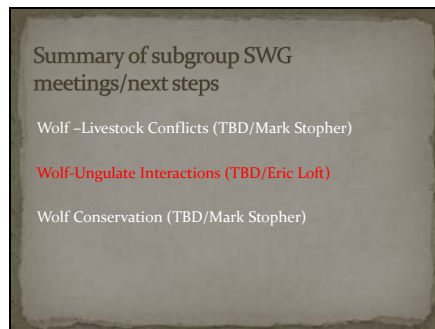 Summary of subgroup SWG
meetings/next steps
Wolf –Livestock Conflicts (TBD/Mark Stopher)
Wolf-Ungulate Interactions (TBD/Eric Loft)
Wolf Conservation (TBD/Mark Stopher)